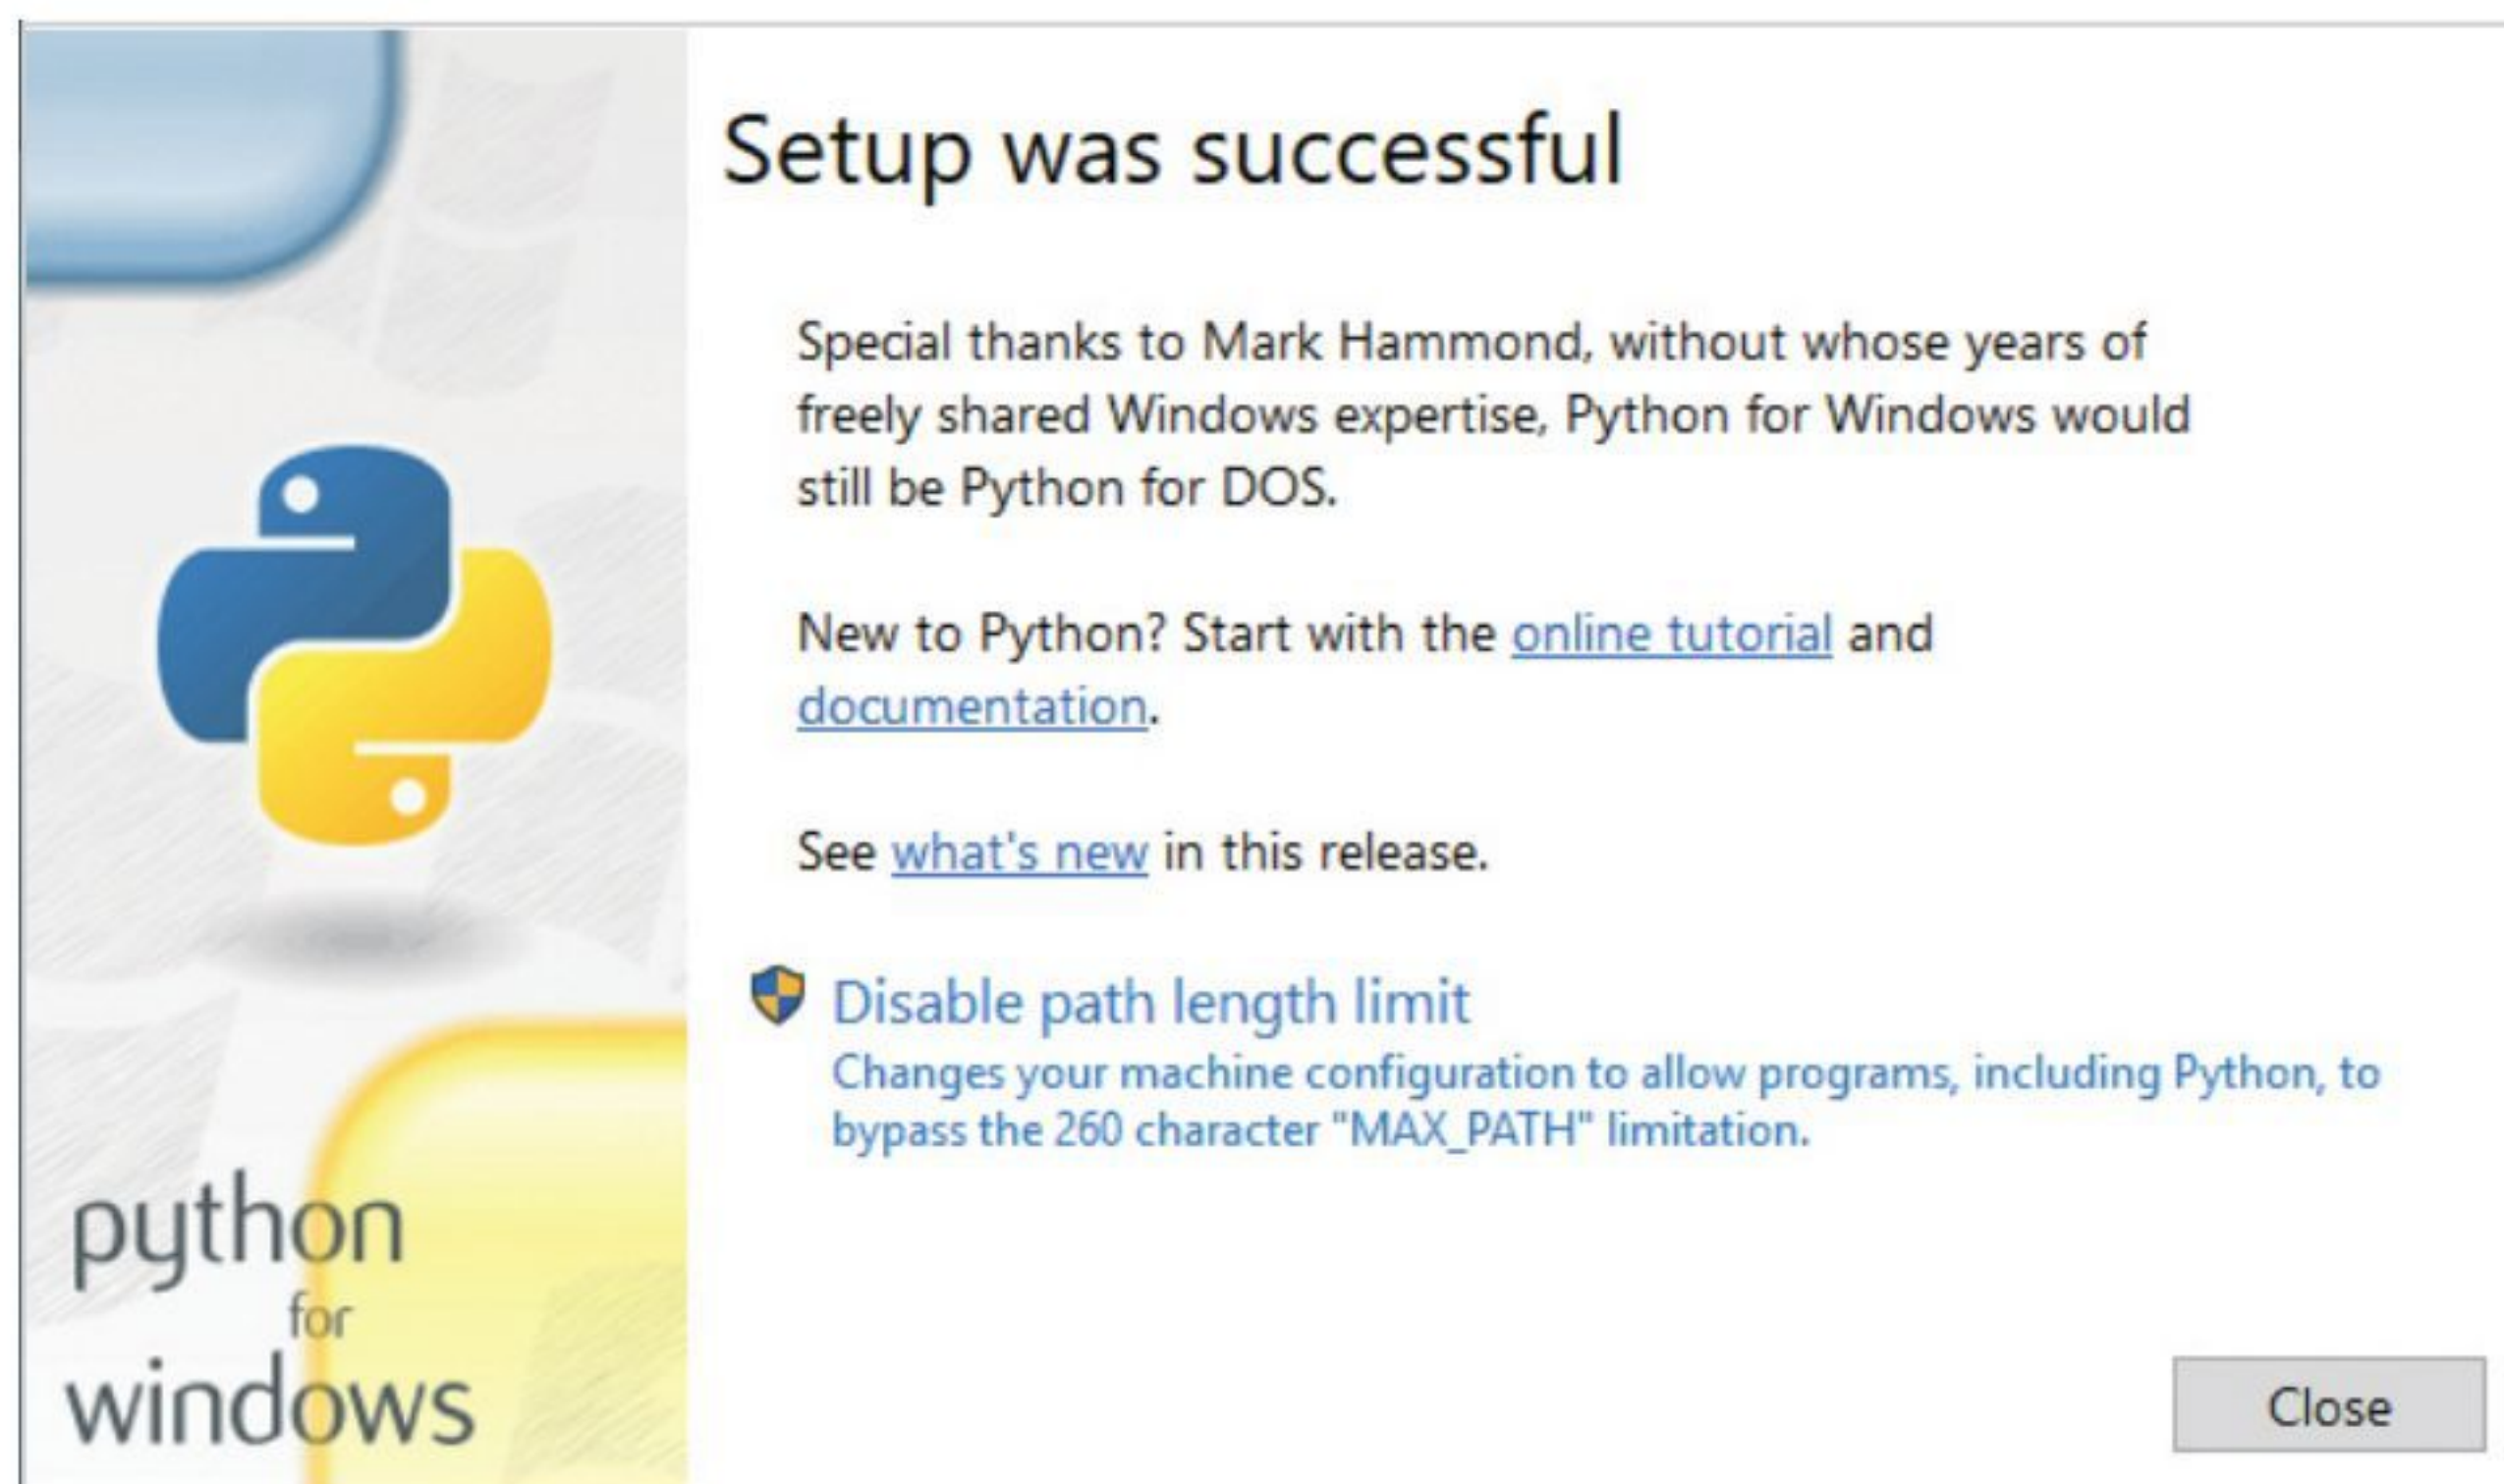 Setup was successful
Special thanks to Mark Hammond, without whose years of
freely shared Windows expertise, Python for Windows would
still be Python for DOS.
New to Python? Start with the online tutorial and
documentation.
See what's new in this release.
Disable path length limit
Changes your machine configuration to allow programs, including Python, to
bypass the 260 character "MAX_PATH" limitation.
python
for
windows
Close